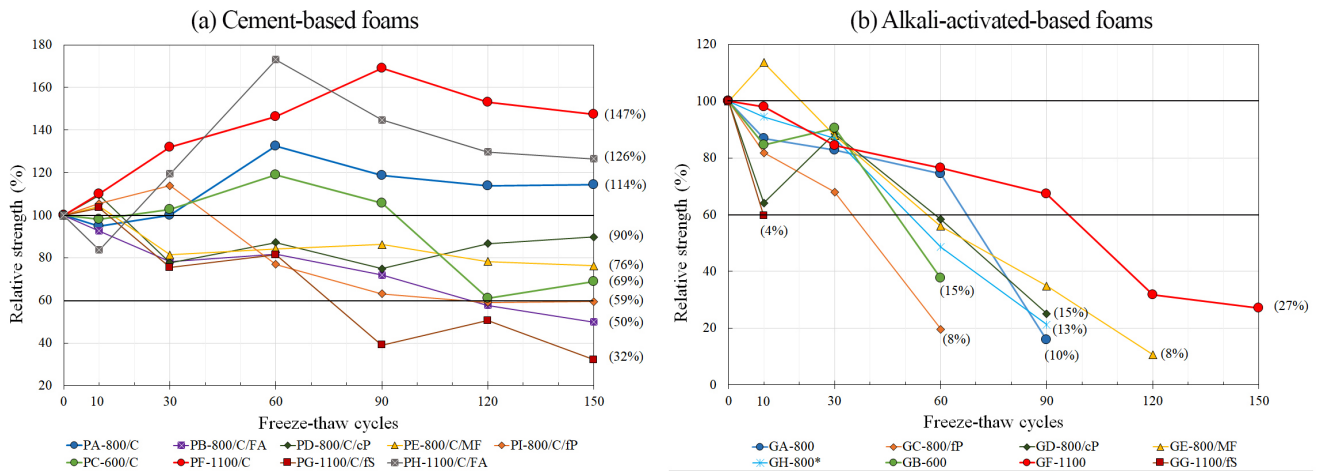 (a) Cement-based foams
180
160
140
120
100
80
60
40
20
Relative strength (%)
(147%)
(126%)
(114%)
(90%)
(76%)
(69%)
(59%)
(50%)
(32%)
0 10 30 60 90 120 150
Freeze-thaw cycles
PA-800/C PB-800/C/FA PD-800/C/cP PE-800/C/MF PI-800/C/fP
PC-600/C PF-1100/C PG-1100/C/fS PH-1100/C/FA
(b) Alkali-activated-based foams
120
100
80
60
40
20
0
Relative strength (%)
(4%)
(15%)
(8%)
(15%)
(13%)
(10%)
(8%)
(27%)
0 10 30 60 90 120 150
Freeze-thaw cycles
GA-800 GC-800/fP GD-800/cP GE-800/MF
GH-800* GB-600 GF-1100 GG-1100/fS